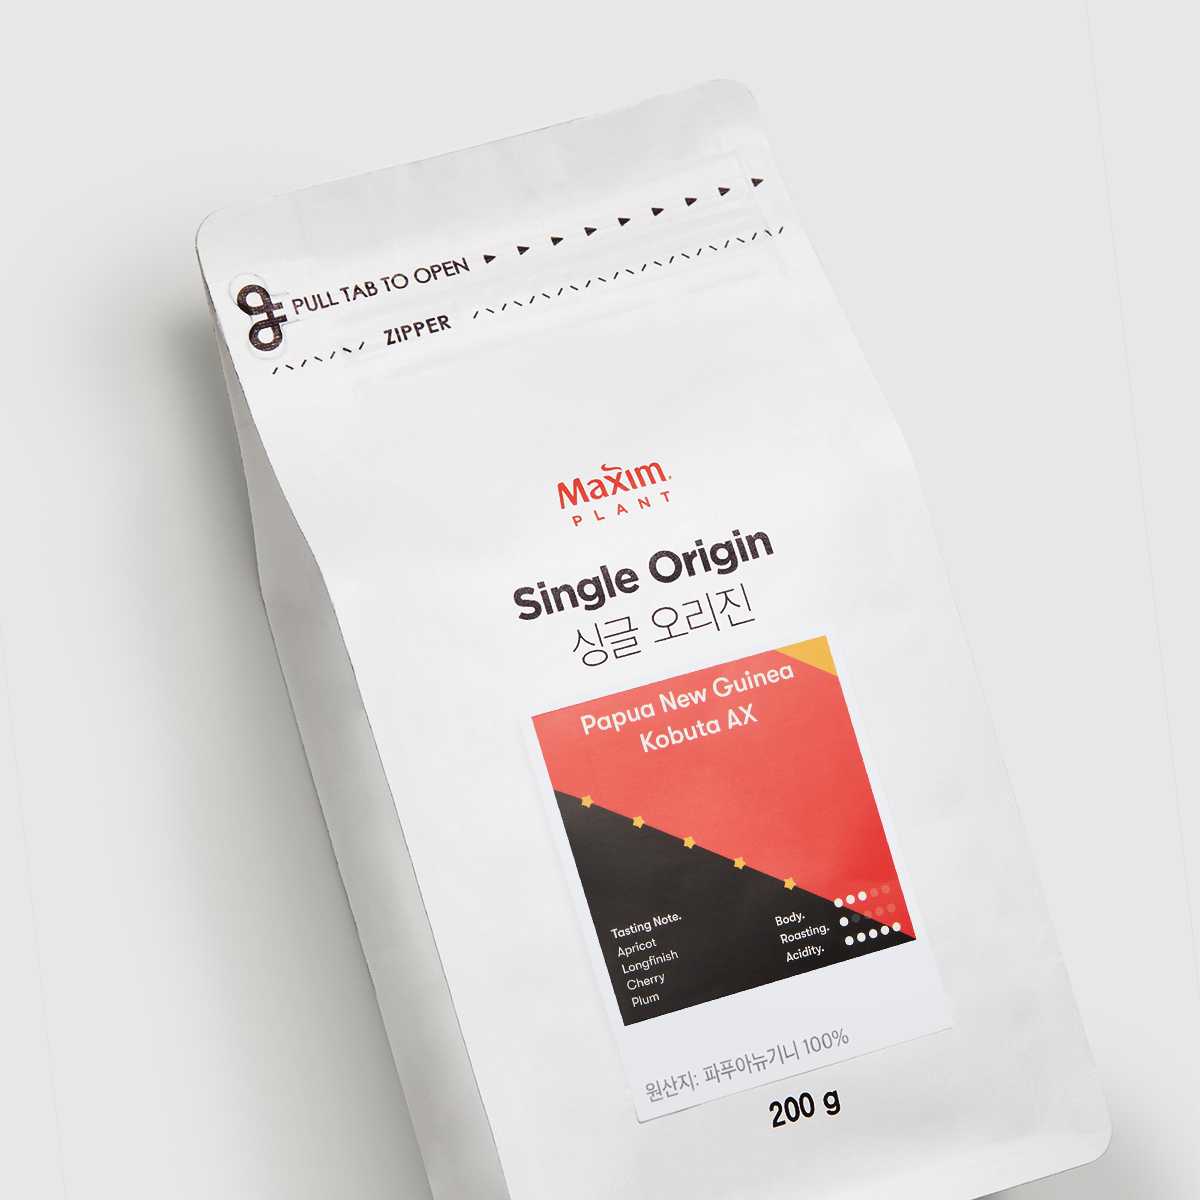 PULL TAB TO OPEN
ZIPPER
Maxim
PLANT
Single Origin
싱글 오리진
Papua New Guinea
Kobuta AX
Tasting Note.
Apricot
Longfinish
Cherry
Plum
Body.
Roasting.
Acidity.
원산지: 파푸아뉴기니 100%
200 g